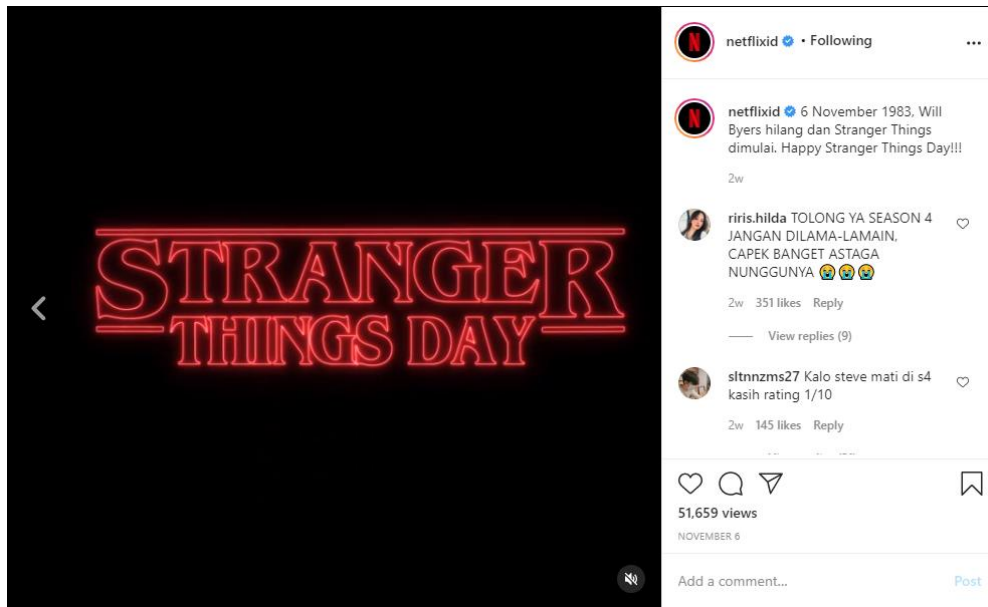 STRANGER
THINGS DAY
netflixid • Following
netflixid 6 November 1983, Will
Byers hilang dan Stranger Things
dimulai. Happy Stranger Things Day!!!
2w
riris.hilda TOLONG YA SEASON 4
JANGAN DILAMA-LAMAIN,
CAPEK BANGET ASTAGA
NUNGGUNYA 😭😭😭
2w 351 likes Reply
View replies (9)
sltnnzms27 Kalo steve mati di s4
kasih rating 1/10
2w 145 likes Reply
51,659 views
NOVEMBER 6
Add a comment... Post